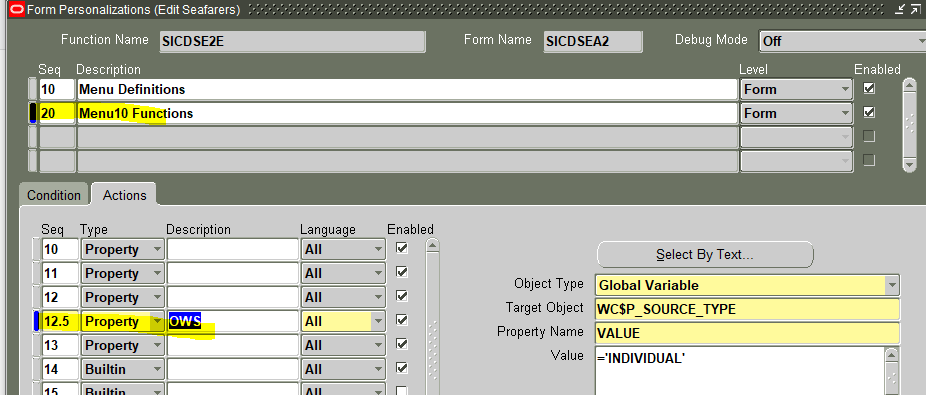 Form Personalizations (Edit Seafarers)
Function Name SICDSE2E Form Name SICDSEA2 Debug Mode Off
Seq Description Level Enabled
10 Menu Definitions Form
20 Menu10 Functions Form
Condition Actions
Seq Type Description Language Enabled
10 Property All
11 Property All
12 Property All
12.5 Property OWS All
13 Property All
14 Builtin All
15 Builtin All
Select By Text...
Object Type Global Variable
Target Object WC$P_SOURCE_TYPE
Property Name VALUE
Value ='INDIVIDUAL'